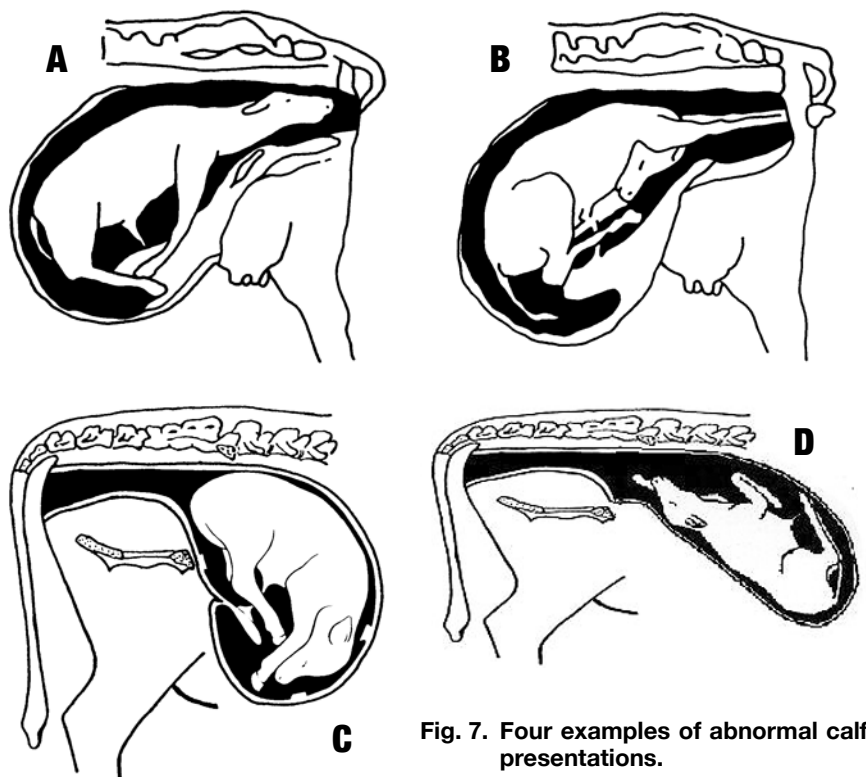 A
B
D
C
Fig. 7. Four examples of abnormal calf
presentations.